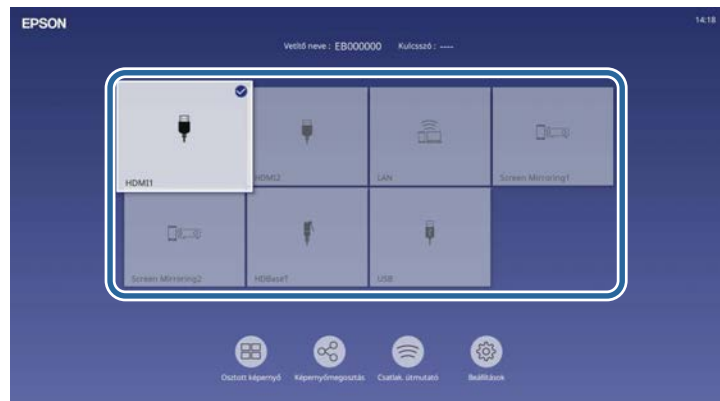 EPSON
14:18
Vetítő neve : EB000000 Kulcsszó : ----
HDMI1
HDMI2
LAN
Screen Mirroring1
Screen Mirroring2
HDBaseT
USB
Osztott képernyő
Képernyőmegosztás
Csatlak. útmutató
Beállítások